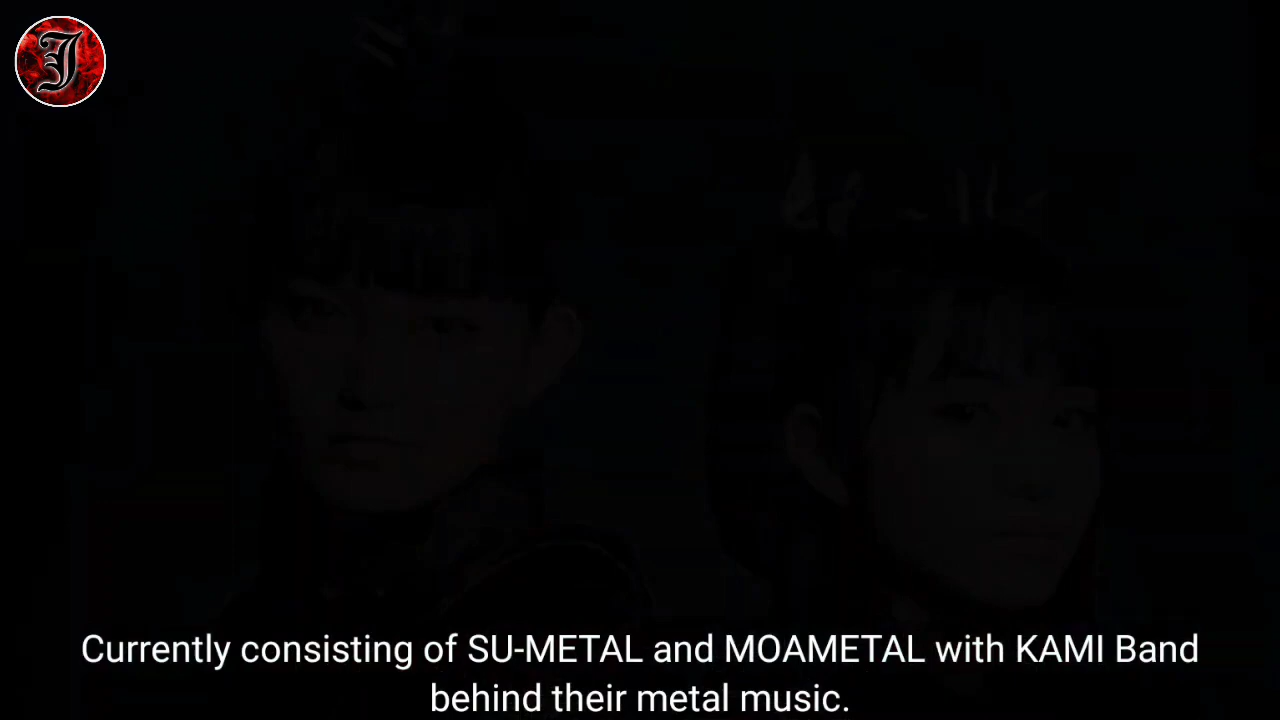 J
Currently consisting of SU-METAL and MOAMETAL with KAMI Band
behind their metal music.